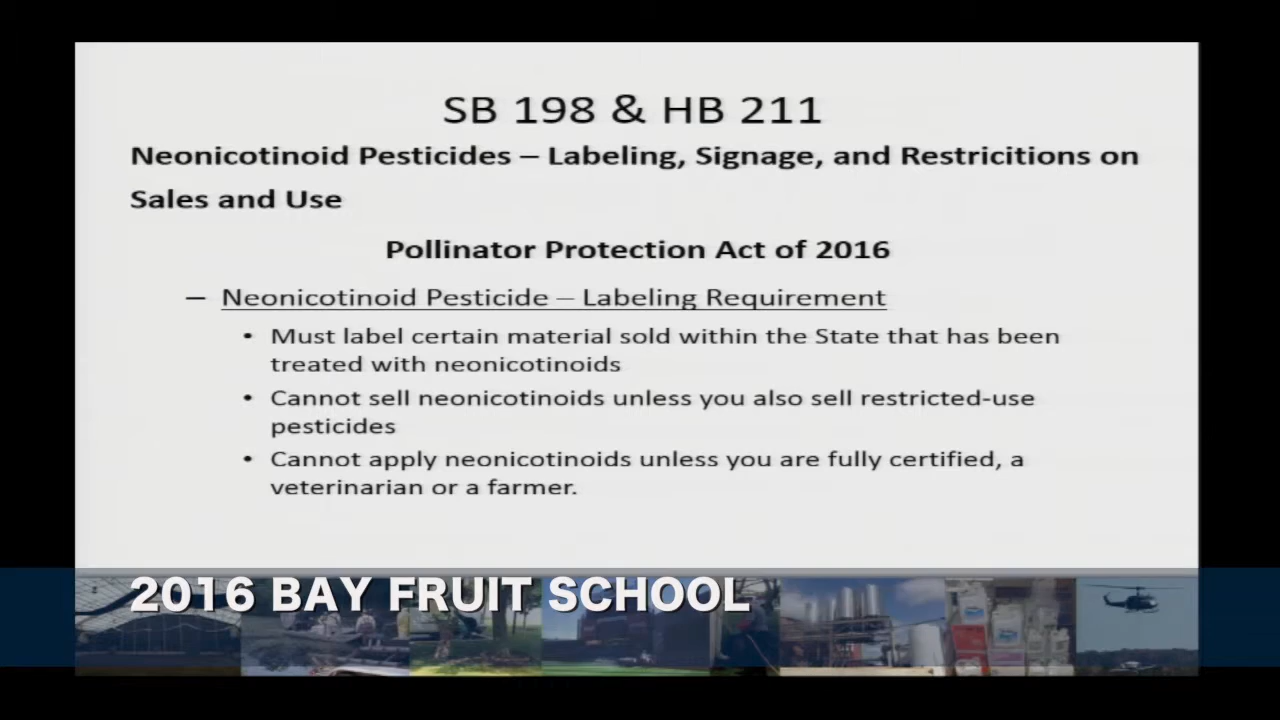 SB 198 & HB 211
Neonicotinoid Pesticides – Labeling, Signage, and Restricitions on
Sales and Use
Pollinator Protection Act of 2016
– Neonicotinoid Pesticide – Labeling Requirement
• Must label certain material sold within the State that has been
treated with neonicotinoids
• Cannot sell neonicotinoids unless you also sell restricted-use
pesticides
• Cannot apply neonicotinoids unless you are fully certified, a
veterinarian or a farmer.
2016 BAY FRUIT SCHOOL